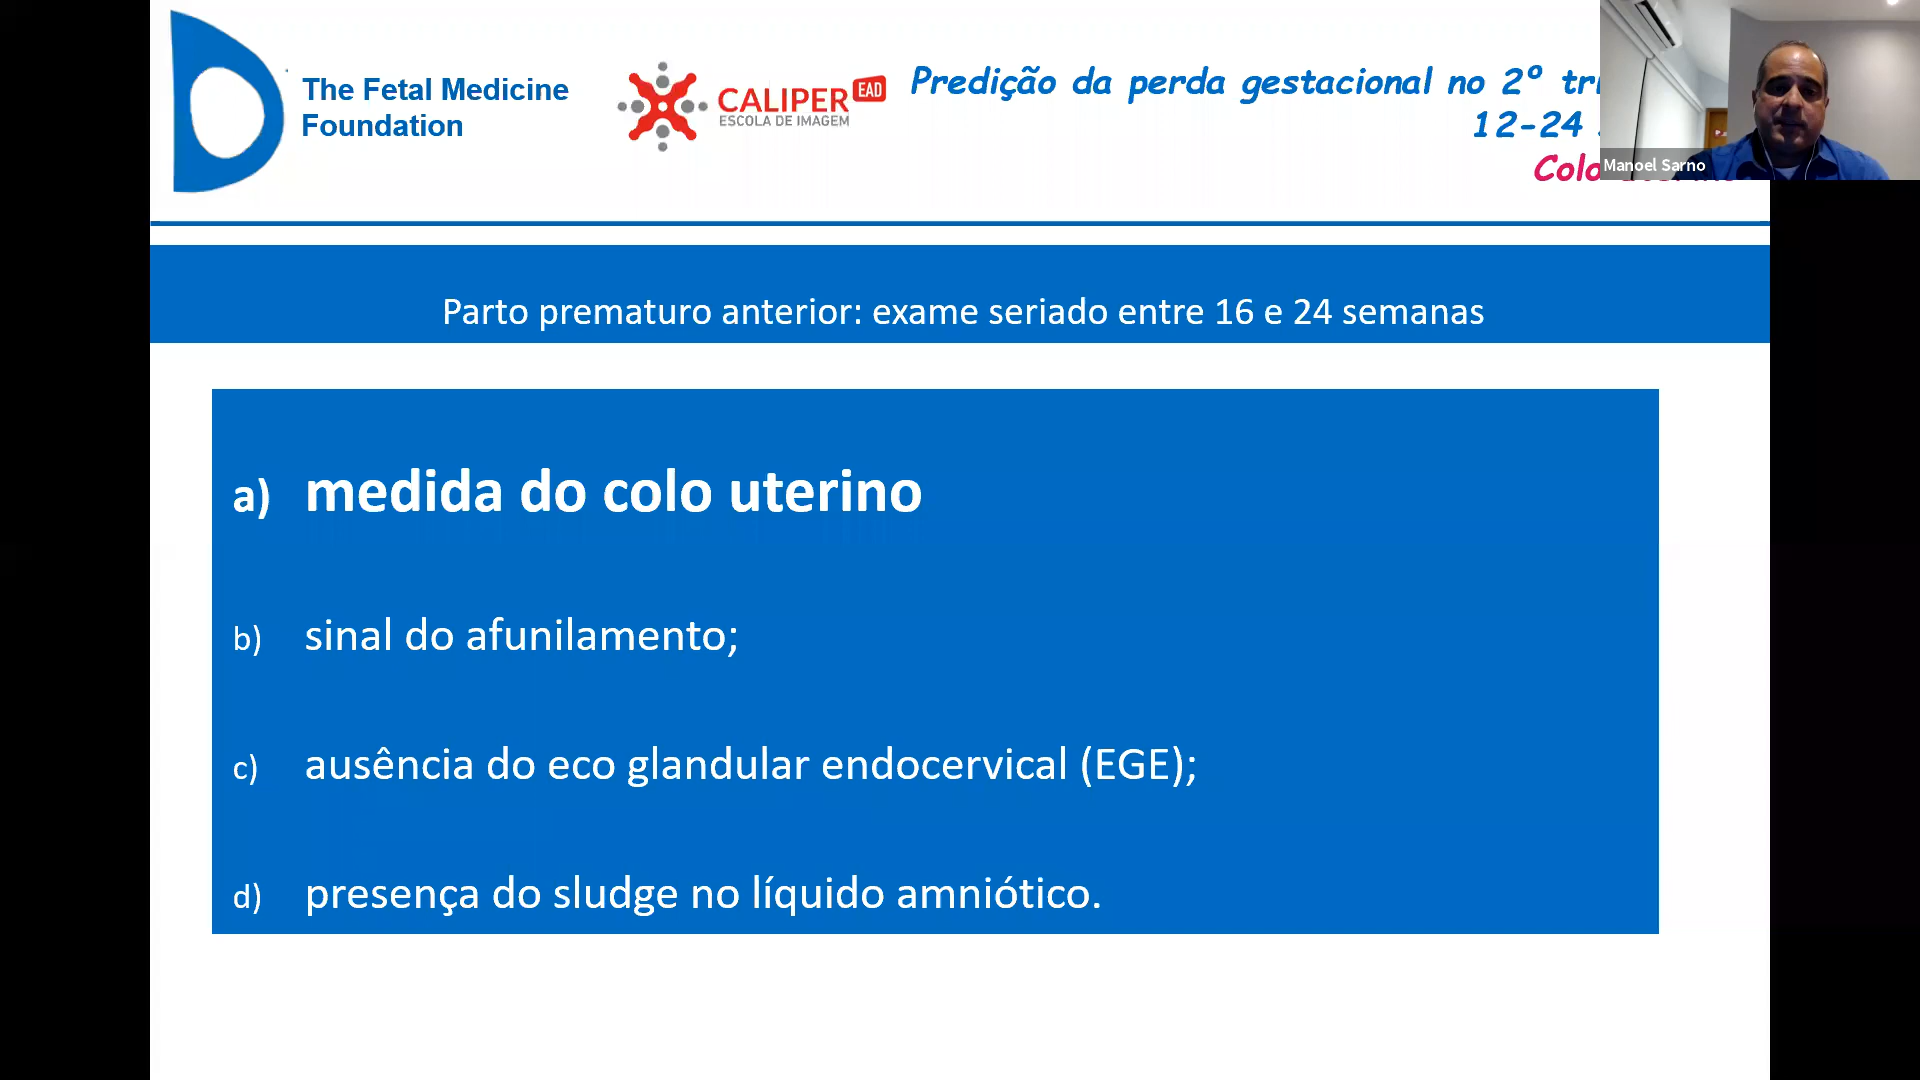 The Fetal Medicine
Foundation
CALIPER EAD
ESCOLA DE IMAGEM
Predição da perda gestacional no 2º
12-24
Manoel Sarno
Parto prematuro anterior: exame seriado entre 16 e 24 semanas
a) medida do colo uterino
b) sinal do afunilamento;
c) ausência do eco glandular endocervical (EGE);
d) presença do sludge no líquido amniótico.